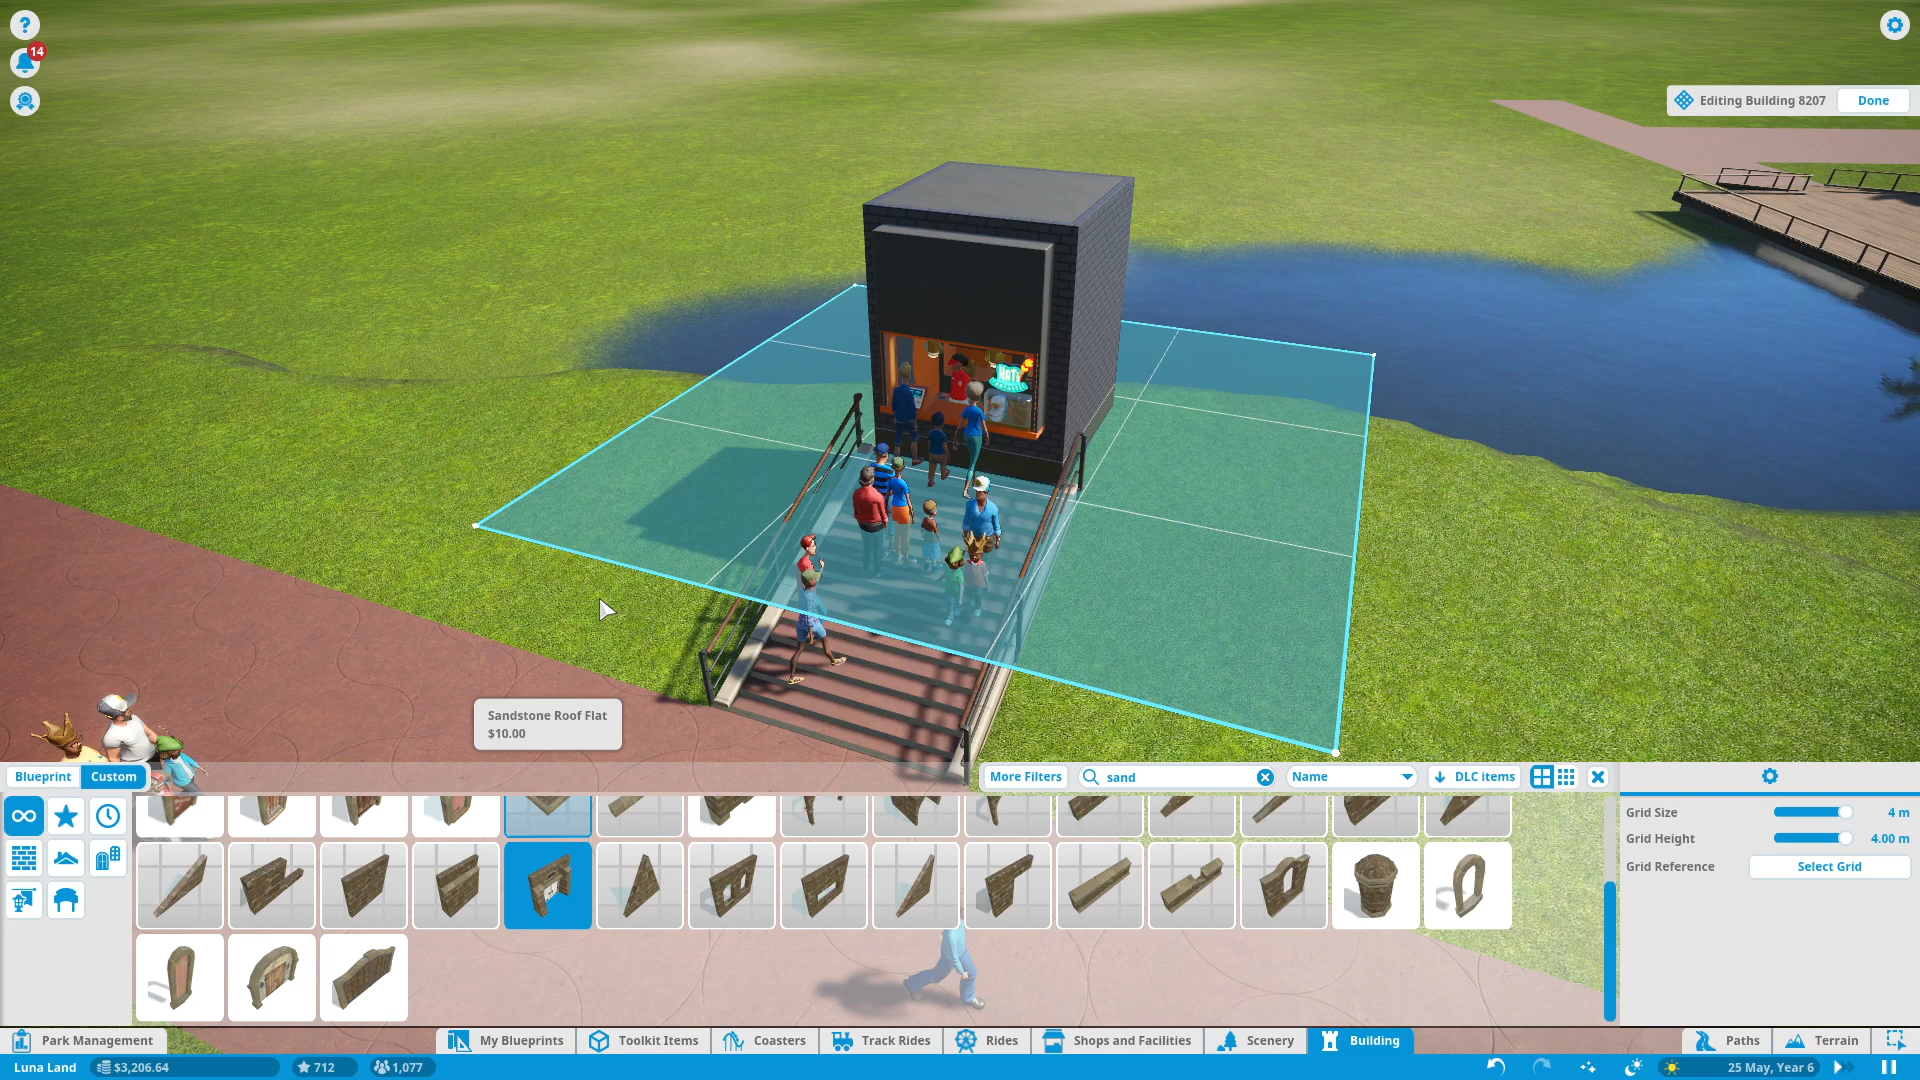 ?
14
Editing Building 8207
Done
Sandstone Roof Flat
$10.00
Blueprint
Custom
More Filters
sand
Name
DLC items
Grid Size
4 m
Grid Height
4.00 m
Grid Reference
Select Grid
Park Management
My Blueprints
Toolkit Items
Coasters
Track Rides
Rides
Shops and Facilities
Scenery
Building
Paths
Terrain
Luna Land
$3,206.64
712
1,077
25 May, Year 6